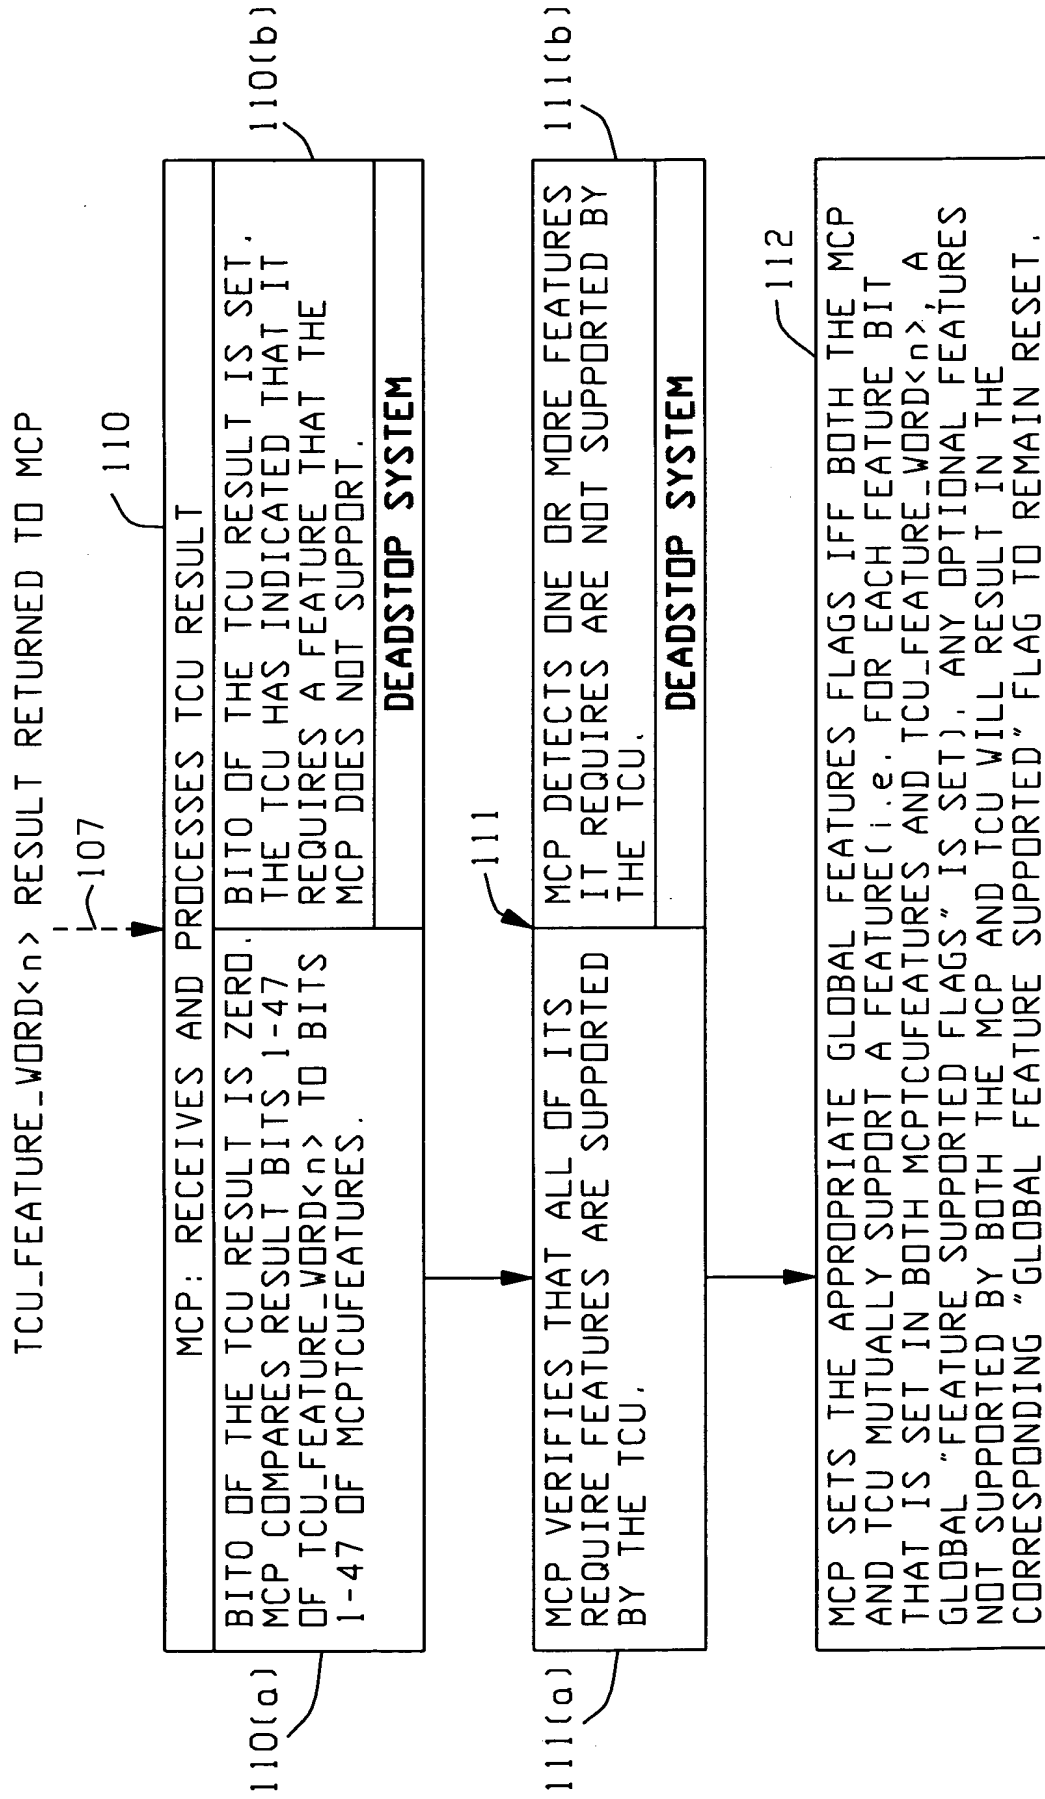 TCU_FEATURE_WORD<n> RESULT RETURNED TO MCP
107
110
MCP: RECEIVES AND PROCESSES TCU RESULT
110(a)
BIT0 OF THE TCU RESULT IS ZERO.
MCP COMPARES RESULT BITS 1-47
OF TCU_FEATURE_WORD<n> TO BITS
1-47 OF MCPTCUFEATURES.
110(b)
BIT0 OF THE TCU RESULT IS SET.
THE TCU HAS INDICATED THAT IT
REQUIRES A FEATURE THAT THE
MCP DOES NOT SUPPORT.
DEADSTOP SYSTEM
111
111(a)
MCP VERIFIES THAT ALL OF ITS
REQUIRE FEATURES ARE SUPPORTED
BY THE TCU.
111(b)
MCP DETECTS ONE OR MORE FEATURES
IT REQUIRES ARE NOT SUPPORTED BY
THE TCU.
DEADSTOP SYSTEM
112
MCP SETS THE APPROPRIATE GLOBAL FEATURES FLAGS IFF BOTH THE MCP
AND TCU MUTUALLY SUPPORT A FEATURE(i.e. FOR EACH FEATURE BIT
THAT IS SET IN BOTH MCPTCUFEATURES AND TCU_FEATURE_WORD<n>, A
GLOBAL "FEATURE SUPPORTED FLAGS" IS SET). ANY OPTIONAL FEATURES
NOT SUPPORTED BY BOTH THE MCP AND TCU WILL RESULT IN THE
CORRESPONDING "GLOBAL FEATURE SUPPORTED" FLAG TO REMAIN RESET.